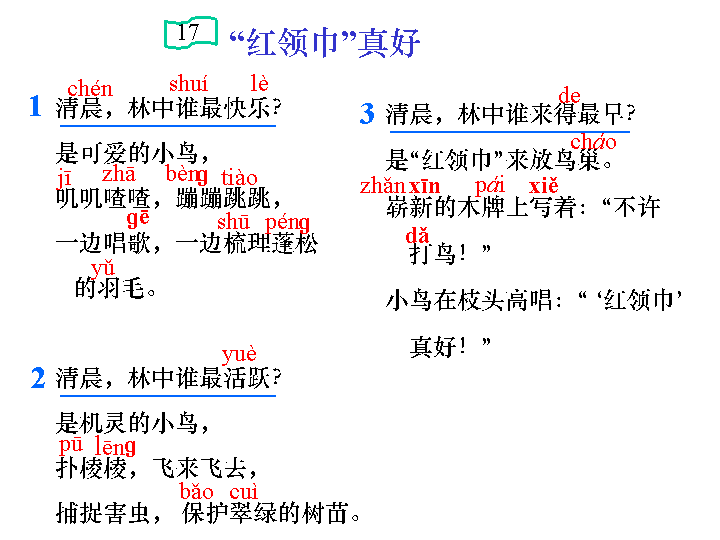 17 “红领巾”真好
chén shuí lè
1 清晨，林中谁最快乐?
是可爱的小鸟，
jī zhā bèng tiào
叽叽喳喳，蹦蹦跳跳，
gē shū péng
一边唱歌，一边梳理蓬松
yǔ
的羽毛。
yuè
2 清晨，林中谁最活跃?
是机灵的小鸟，
pū lēng
扑棱棱，飞来飞去，
bǎo cuì
捕捉害虫，保护翠绿的树苗。
de
3 清晨，林中谁来得最早?
cháo
是“红领巾”来放鸟巢。
zhǎn xīn pái xiě
崭新的木牌上写着：“不许
dǎ
打鸟！”
小鸟在枝头高唱：“‘红领巾’
真好！”